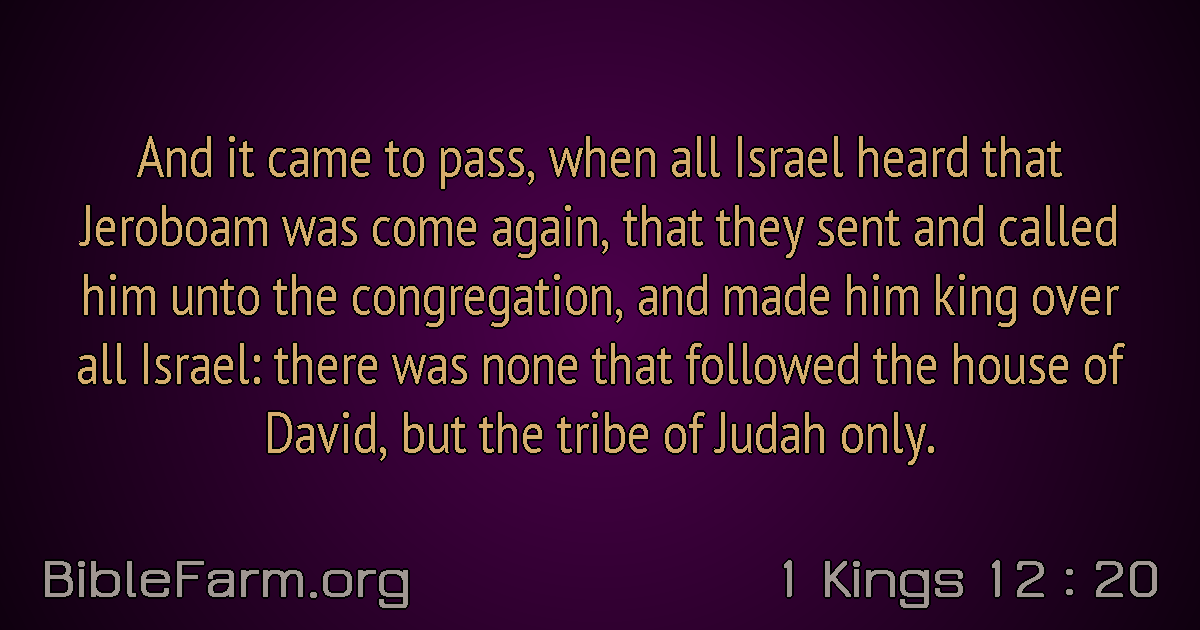 And it came to pass, when all Israel heard that
Jeroboam was come again, that they sent and called
him unto the congregation, and made him king over
all Israel: there was none that followed the house of
David, but the tribe of Judah only.
BibleFarm.org
1 Kings 12 : 20